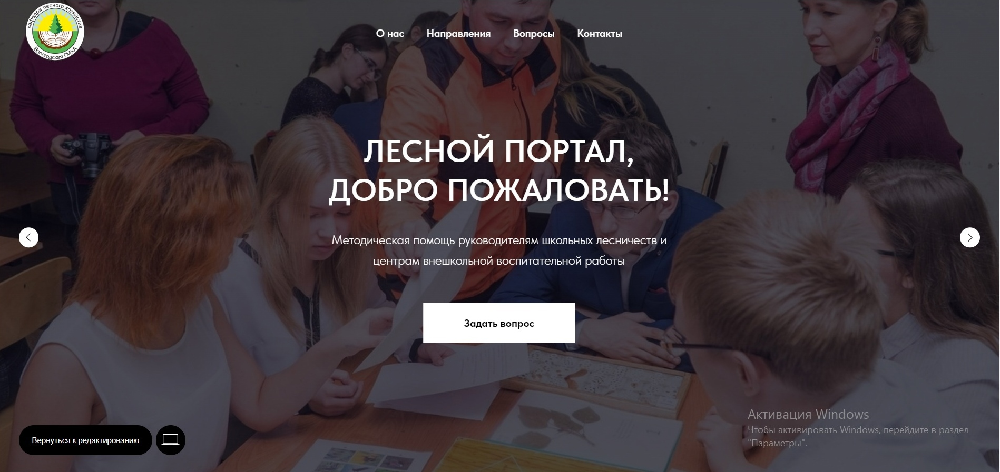 кафедра лесного хозяйства
Вологодская ГМХА
О нас Направления Вопросы Контакты
ЛЕСНОЙ ПОРТАЛ,
ДОБРО ПОЖАЛОВАТЬ!
Методическая помощь руководителям школьных лесничеств и
центрам внешкольной воспитательной работы
Задать вопрос
Активация Windows
Чтобы активировать Windows, перейдите в раздел
"Параметры".
Вернуться к редактированию